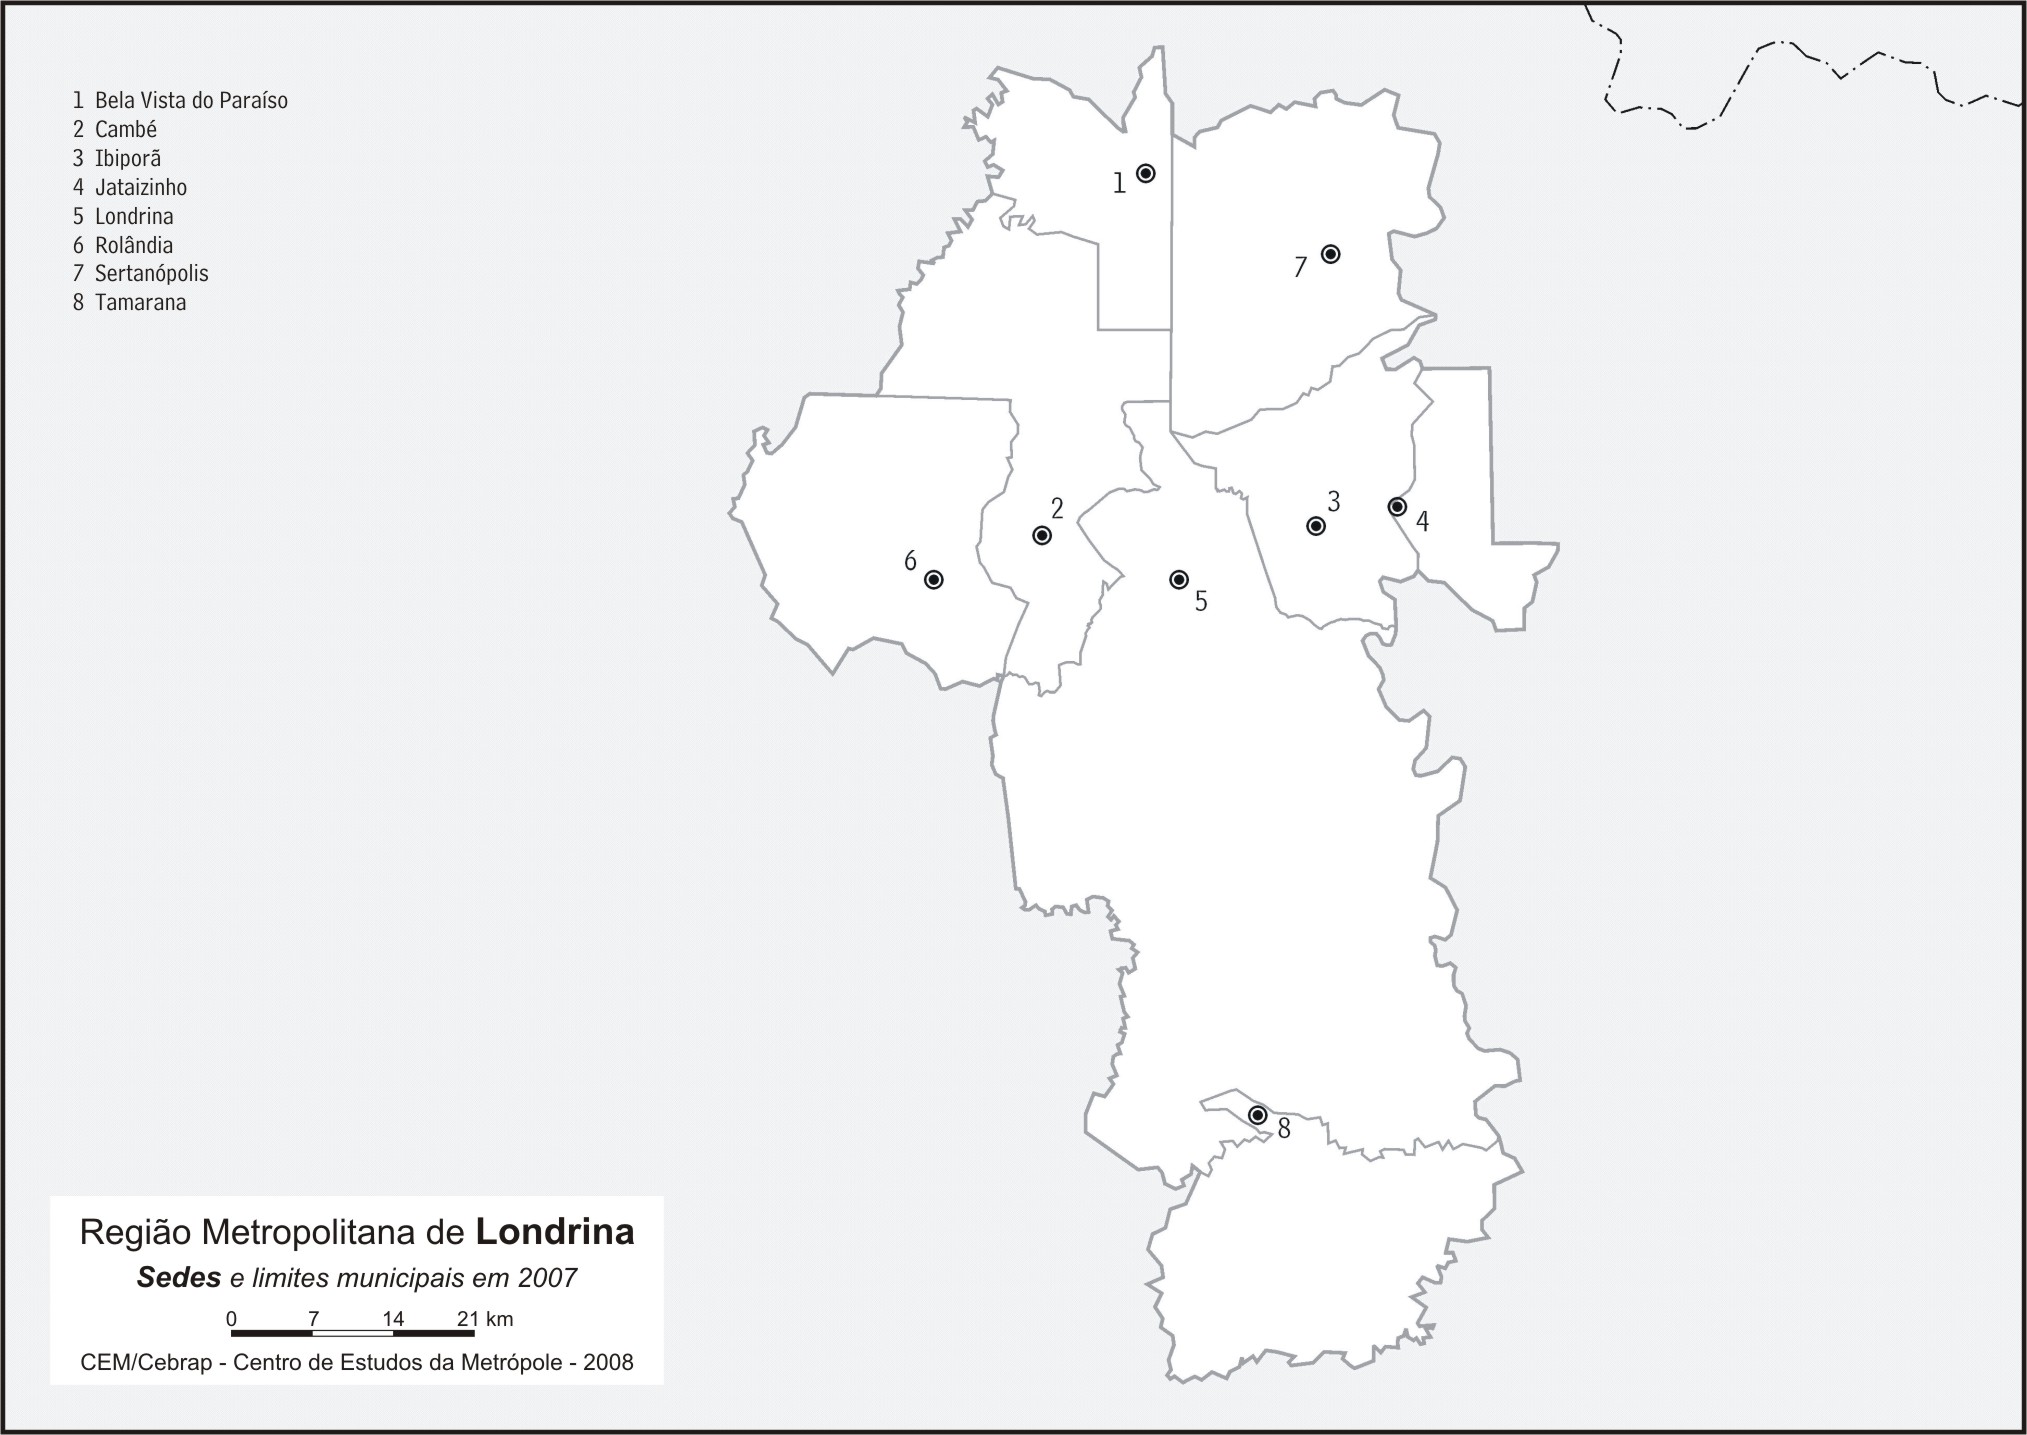 1 Bela Vista do Paraíso
2 Cambé
3 Ibiporã
4 Jataizinho
5 Londrina
6 Rolândia
7 Sertanópolis
8 Tamarana
1
7
2
3
4
6
5
8
Região Metropolitana de Londrina
Sedes e limites municipais em 2007
0 7 14 21 km
CEM/Cebrap - Centro de Estudos da Metrópole - 2008